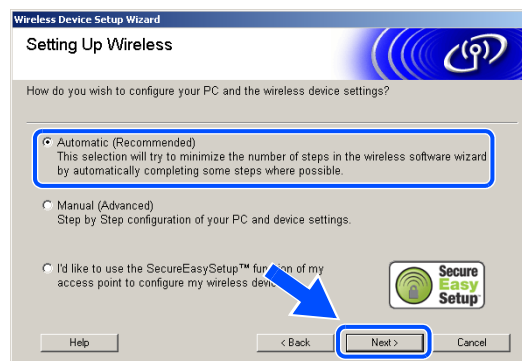 Wireless Device Setup Wizard
Setting Up Wireless
How do you wish to configure your PC and the wireless device settings?
Automatic (Recommended)
This selection will try to minimize the number of steps in the wireless software wizard
by automatically completing some steps where possible.
Manual (Advanced)
Step by Step configuration of your PC and device settings.
I'd like to use the SecureEasySetup™ of my
access point to configure my wireless
Secure
Easy
Setup
Help
< Back
Next >
Cancel